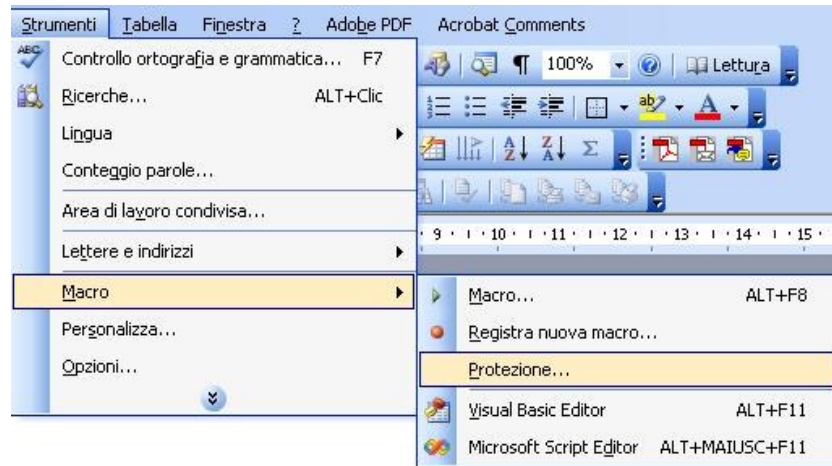 Strumenti Tabella Finestra ? Adobe PDF Acrobat Comments
ABC
Controllo ortografia e grammatica... F7
100%
Lettura
Ricerche... ALT+Clic
Lingua
Conteggio parole...
Area di lavoro condivisa...
Lettere e indirizzi
9 10 11 12 13 14 15
Macro
Personalizza...
Opzioni...
Macro... ALT+F8
Registra nuova macro...
Protezione...
Visual Basic Editor ALT+F11
Microsoft Script Editor ALT+MAIUSC+F11